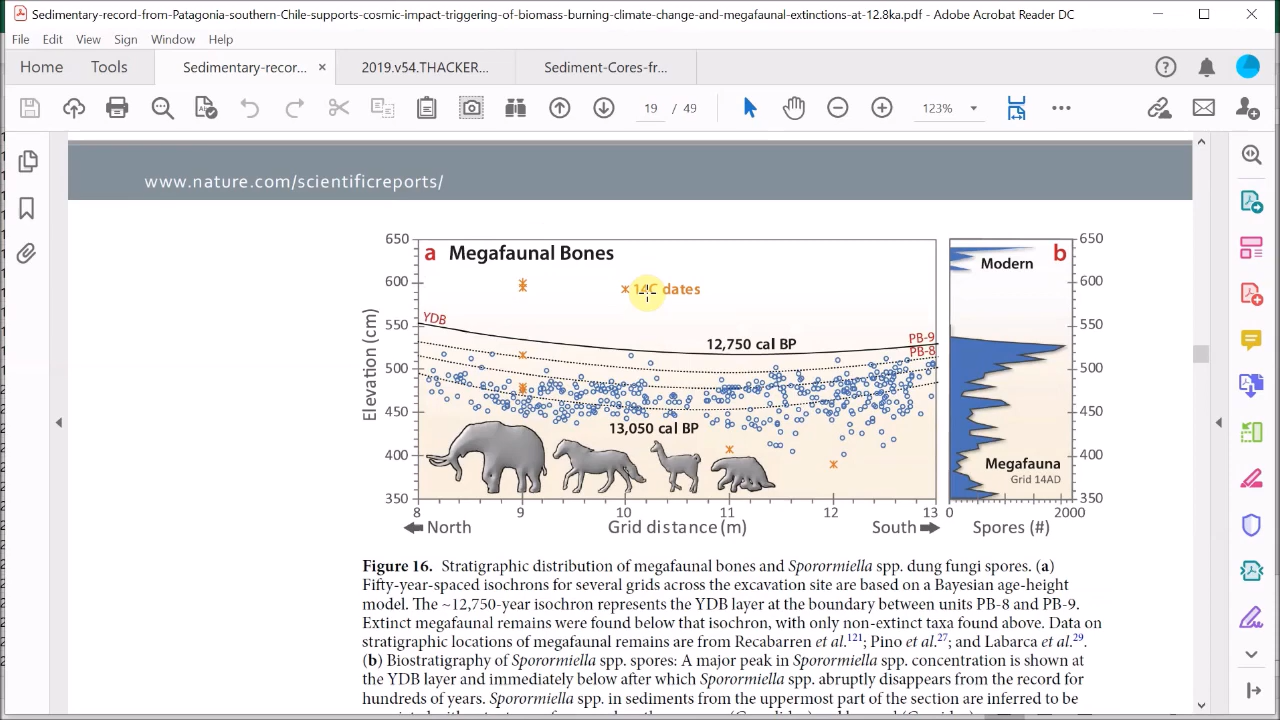 Sedimentary-record-from-Patagonia-southern-Chile-supports-cosmic-impact-triggering-of-biomass-burning-climate-change-and-megafaunal-extinctions-at-12.8ka.pdf - Adobe Acrobat Reader DC
File Edit View Sign Window Help
Home Tools Sedimentary-recor... × 2019.v54.THACKER... Sediment-Cores-fr...
19 / 49 123%
www.nature.com/scientificreports/
a Megafaunal Bones
14C dates
YDB
12,750 cal BP
PB-9
PB-8
13,050 cal BP
Elevation (cm)
650
600
550
500
450
400
350
8 9 10 11 12 13
North Grid distance (m) South
b
Modern
Megafauna
Grid 14AD
650
600
550
500
450
400
350
0 2000
Spores (#)
Figure 16. Stratigraphic distribution of megafaunal bones and Sporormiella spp. dung fungi spores. (a)
Fifty-year-spaced isochrons for several grids across the excavation site are based on a Bayesian age-height
model. The ~12,750-year isochron represents the YDB layer at the boundary between units PB-8 and PB-9.
Extinct megafaunal remains were found below that isochron, with only non-extinct taxa found above. Data on
stratigraphic locations of megafaunal remains are from Recabarren et al.121; Pino et al.27; and Labarca et al.29.
(b) Biostratigraphy of Sporormiella spp. spores: A major peak in Sporormiella spp. concentration is shown at
the YDB layer and immediately below after which Sporormiella spp. abruptly disappears from the record for
hundreds of years. Sporormiella spp. in sediments from the uppermost part of the section are inferred to be